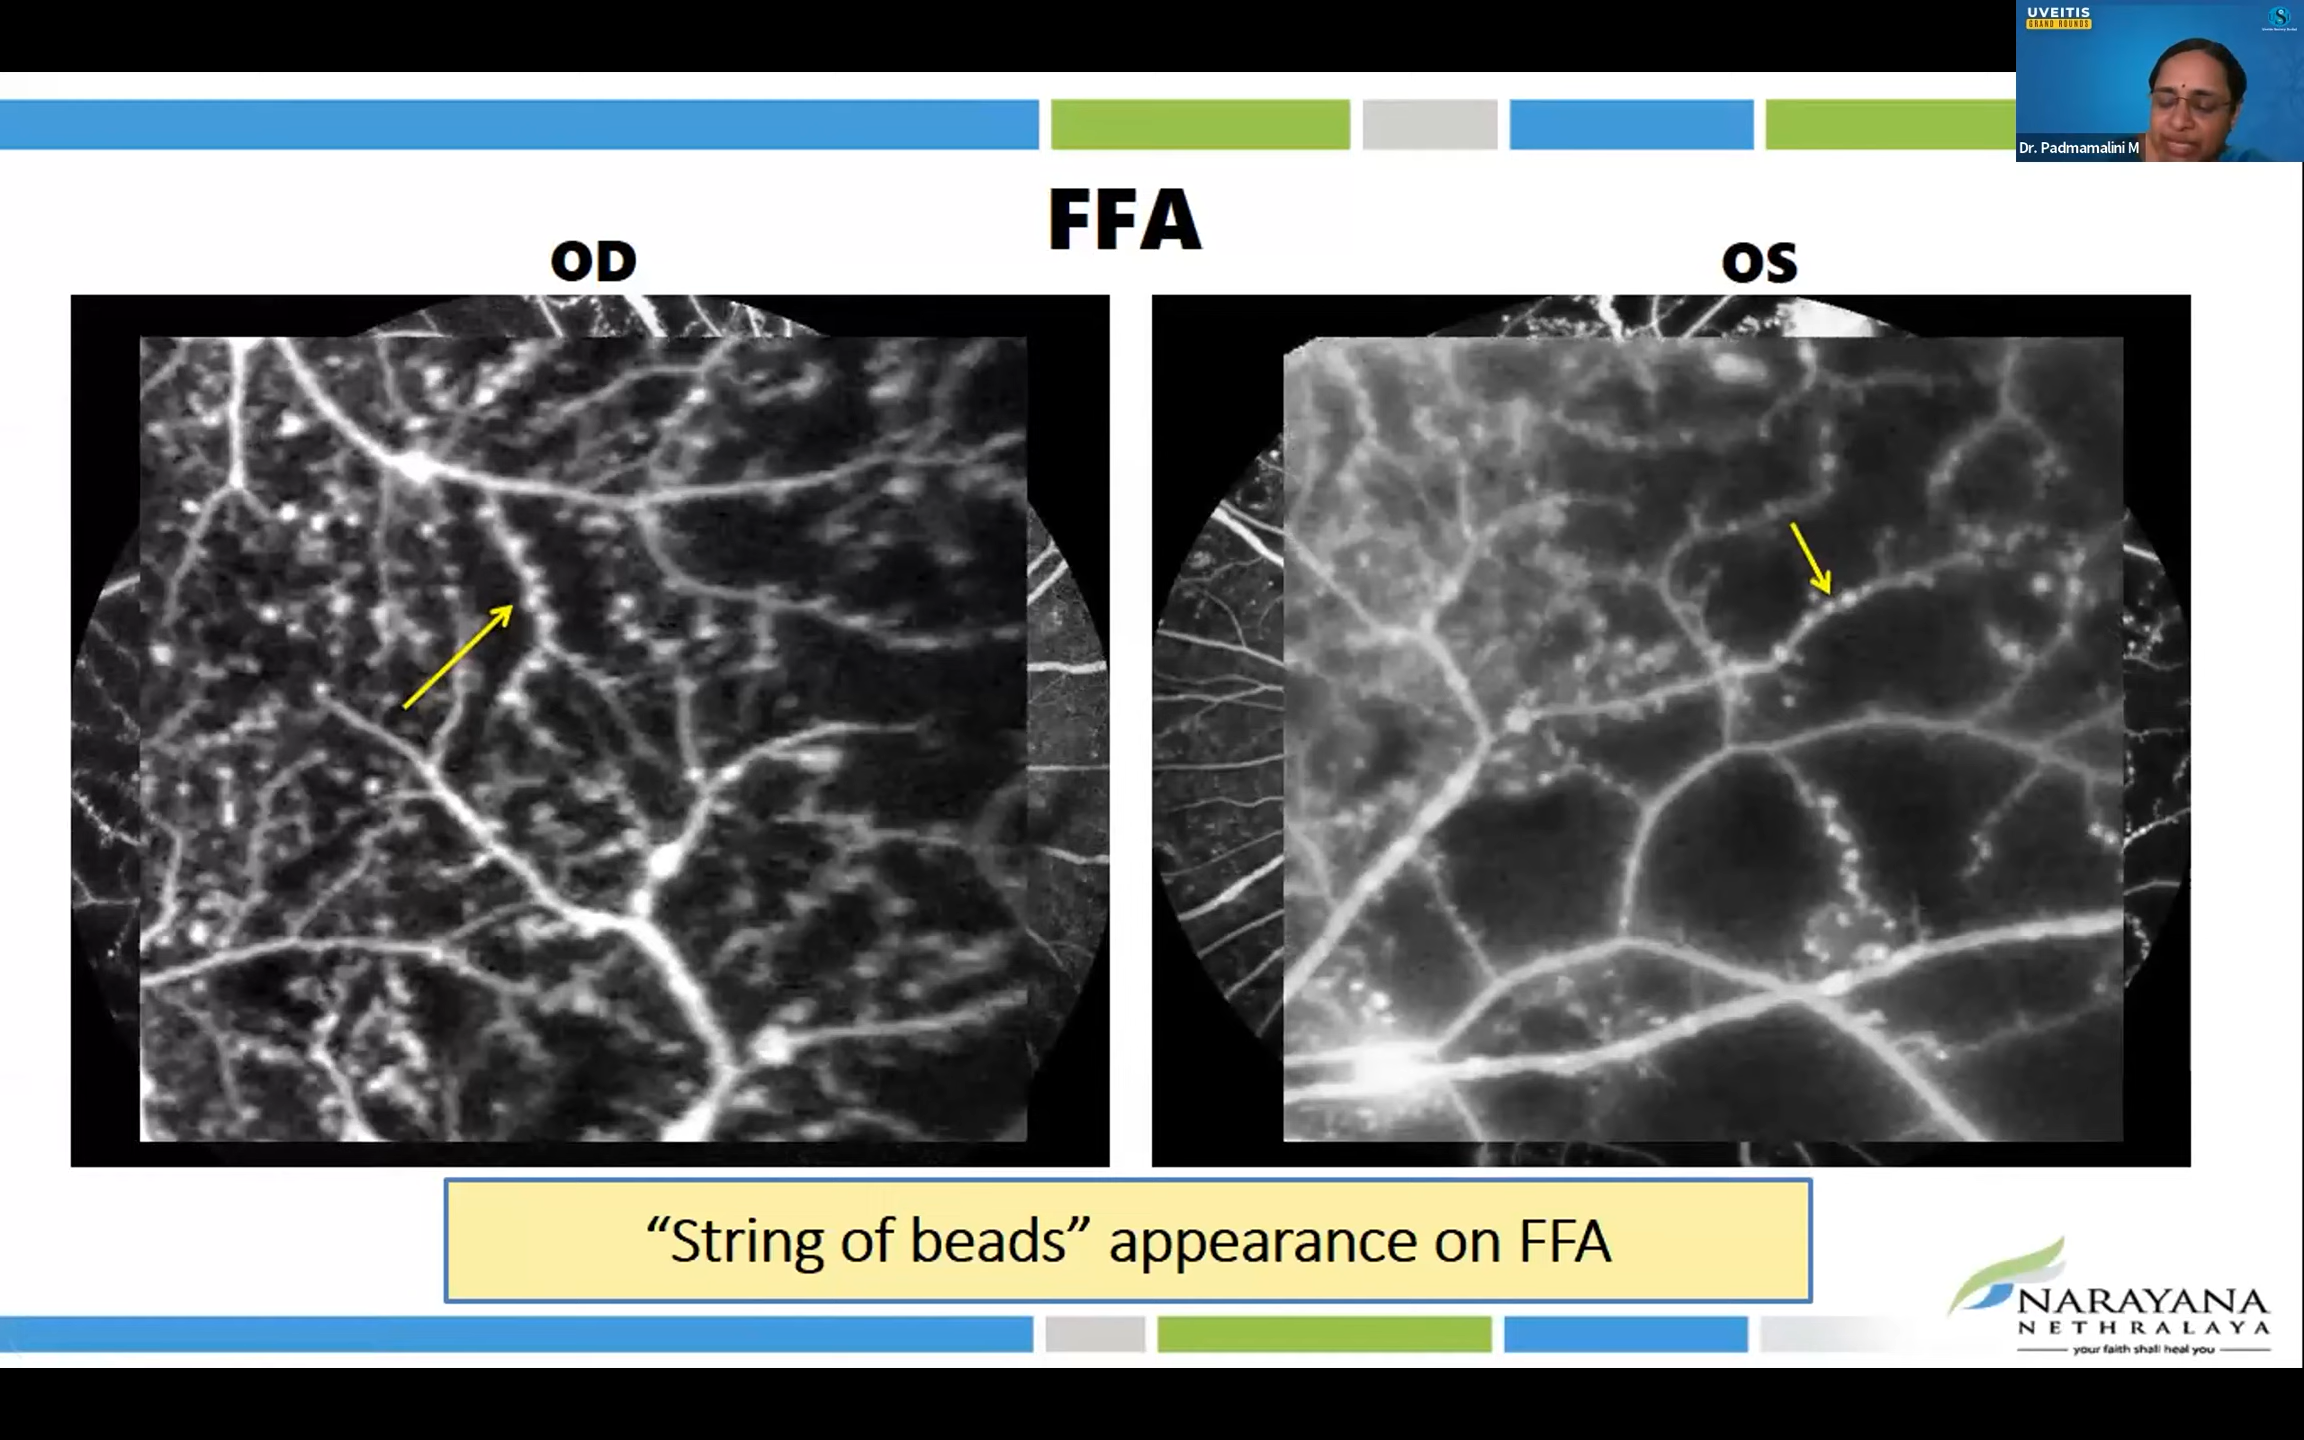 UVEITIS
GRAND ROUNDS
Dr. Padmamalini M
FFA
OD
OS
“String of beads” appearance on FFA
NARAYANA
NETHRALAYA
your faith shall heal you